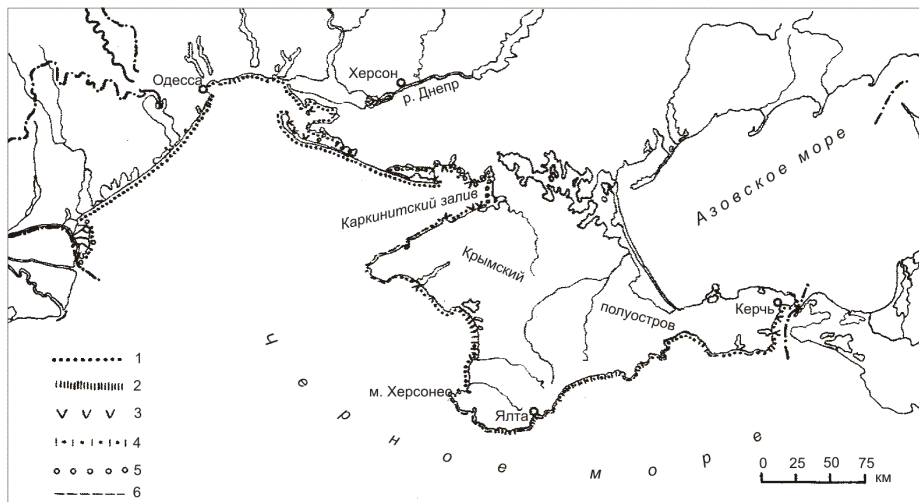 Одесса
Херсон
р. Днепр
Азовское море
Каркинитский залив
Крымский
полуостров
Керчь
м. Херсонес
Ялта
Черное море
1
2
3
4
5
6
0 25 50 75
км